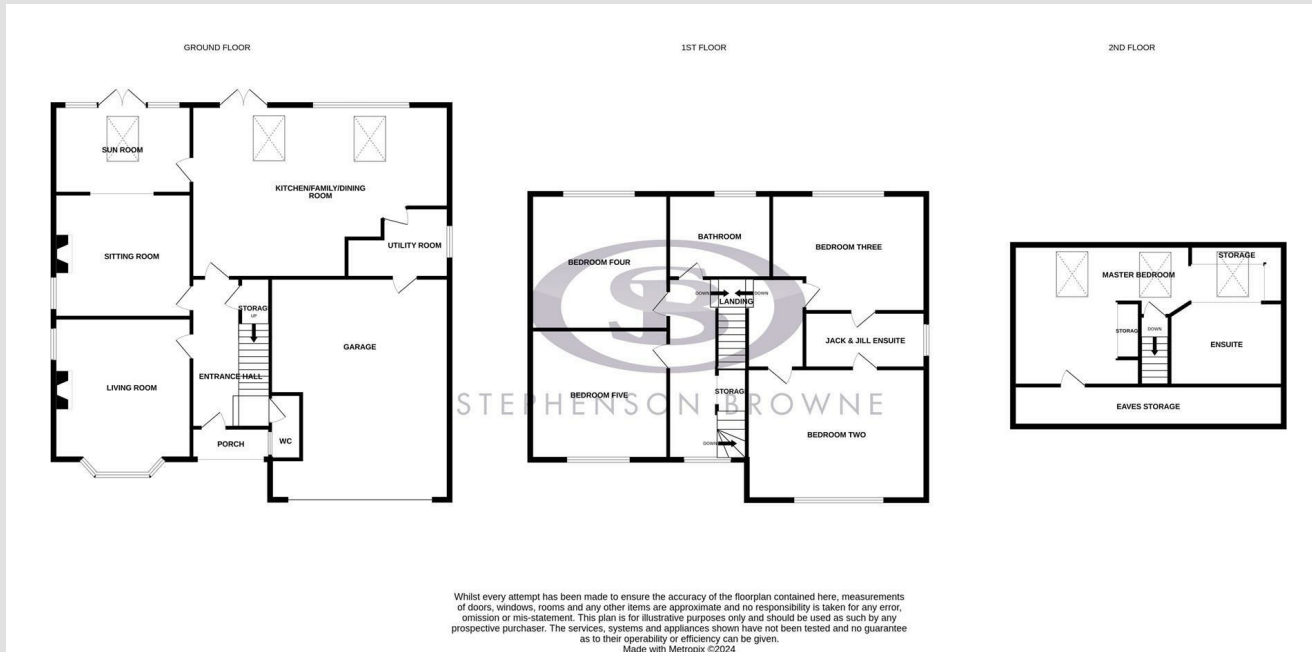 GROUND FLOOR
SUN ROOM
KITCHEN/FAMILY/DINING
ROOM
SITTING ROOM
UTILITY ROOM
STORAGE
UP
GARAGE
LIVING ROOM
ENTRANCE HALL
PORCH
WC
1ST FLOOR
BATHROOM
BEDROOM THREE
BEDROOM FOUR
DOWN
DOWN
LANDING
JACK & JILL ENSUITE
BEDROOM FIVE
STORAG
BEDROOM TWO
DOWN
STEPHENSON BROWNE
2ND FLOOR
STORAGE
MASTER BEDROOM
STORAG
DOWN
ENSUITE
EAVES STORAGE
Whilst every attempt has been made to ensure the accuracy of the floorplan contained here, measurements
of doors, windows, rooms and any other items are approximate and no responsibility is taken for any error,
omission or mis-statement. This plan is for illustrative purposes only and should be used as such by any
prospective purchaser. The services, systems and appliances shown have not been tested and no guarantee
as to their operability or efficiency can be given.
Made with Metropix ©2024